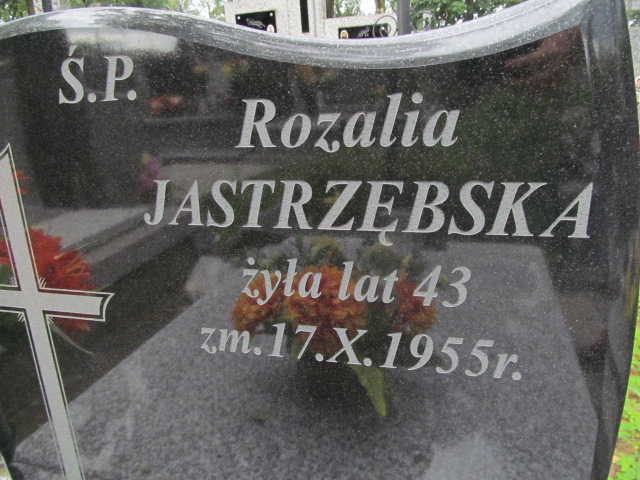 Ś.P.
Rozalia
JASTRZĘBSKA
żyła lat 43
zm.17.X.1955r.